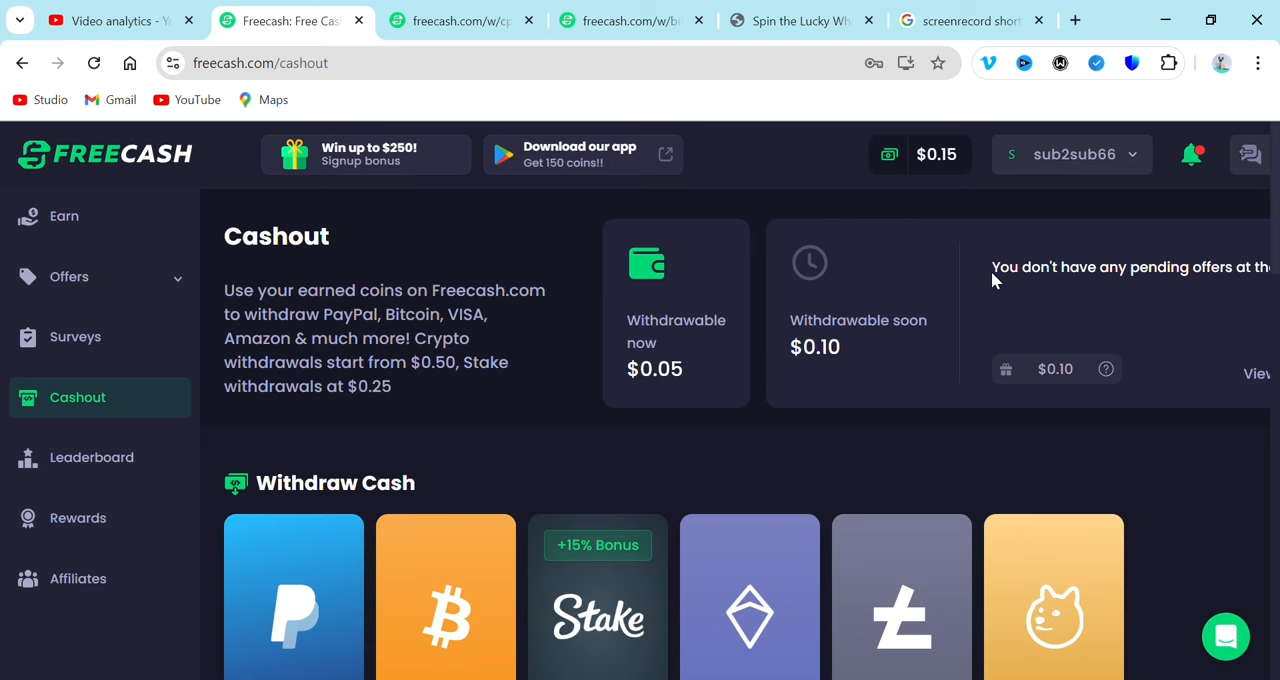 Video analytics - Yo
Freecash: Free Cas
freecash.com/w/cp
freecash.com/w/bi
Spin the Lucky Wh
screenrecord short
freecash.com/cashout
Studio
Gmail
YouTube
Maps
FREECASH
Win up to $250!
Signup bonus
Download our app
Get 150 coins!!
$0.15
S
sub2sub66
Earn
Offers
Surveys
Cashout
Leaderboard
Rewards
Affiliates
Cashout
Use your earned coins on Freecash.com
to withdraw PayPal, Bitcoin, VISA,
Amazon & much more! Crypto
withdrawals start from $0.50, Stake
withdrawals at $0.25
Withdrawable
now
$0.05
Withdrawable soon
$0.10
You don't have any pending offers at the
$0.10
View
Withdraw Cash
+15% Bonus
Stake